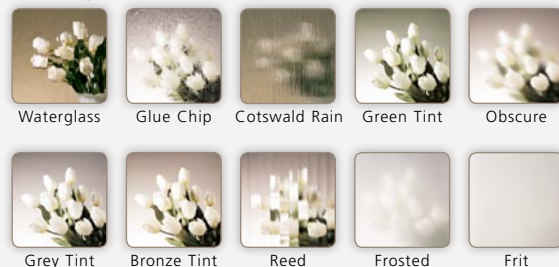 Waterglass Glue Chip Cotswald Rain Green Tint Obscure
Grey Tint Bronze Tint Reed Frosted Frit